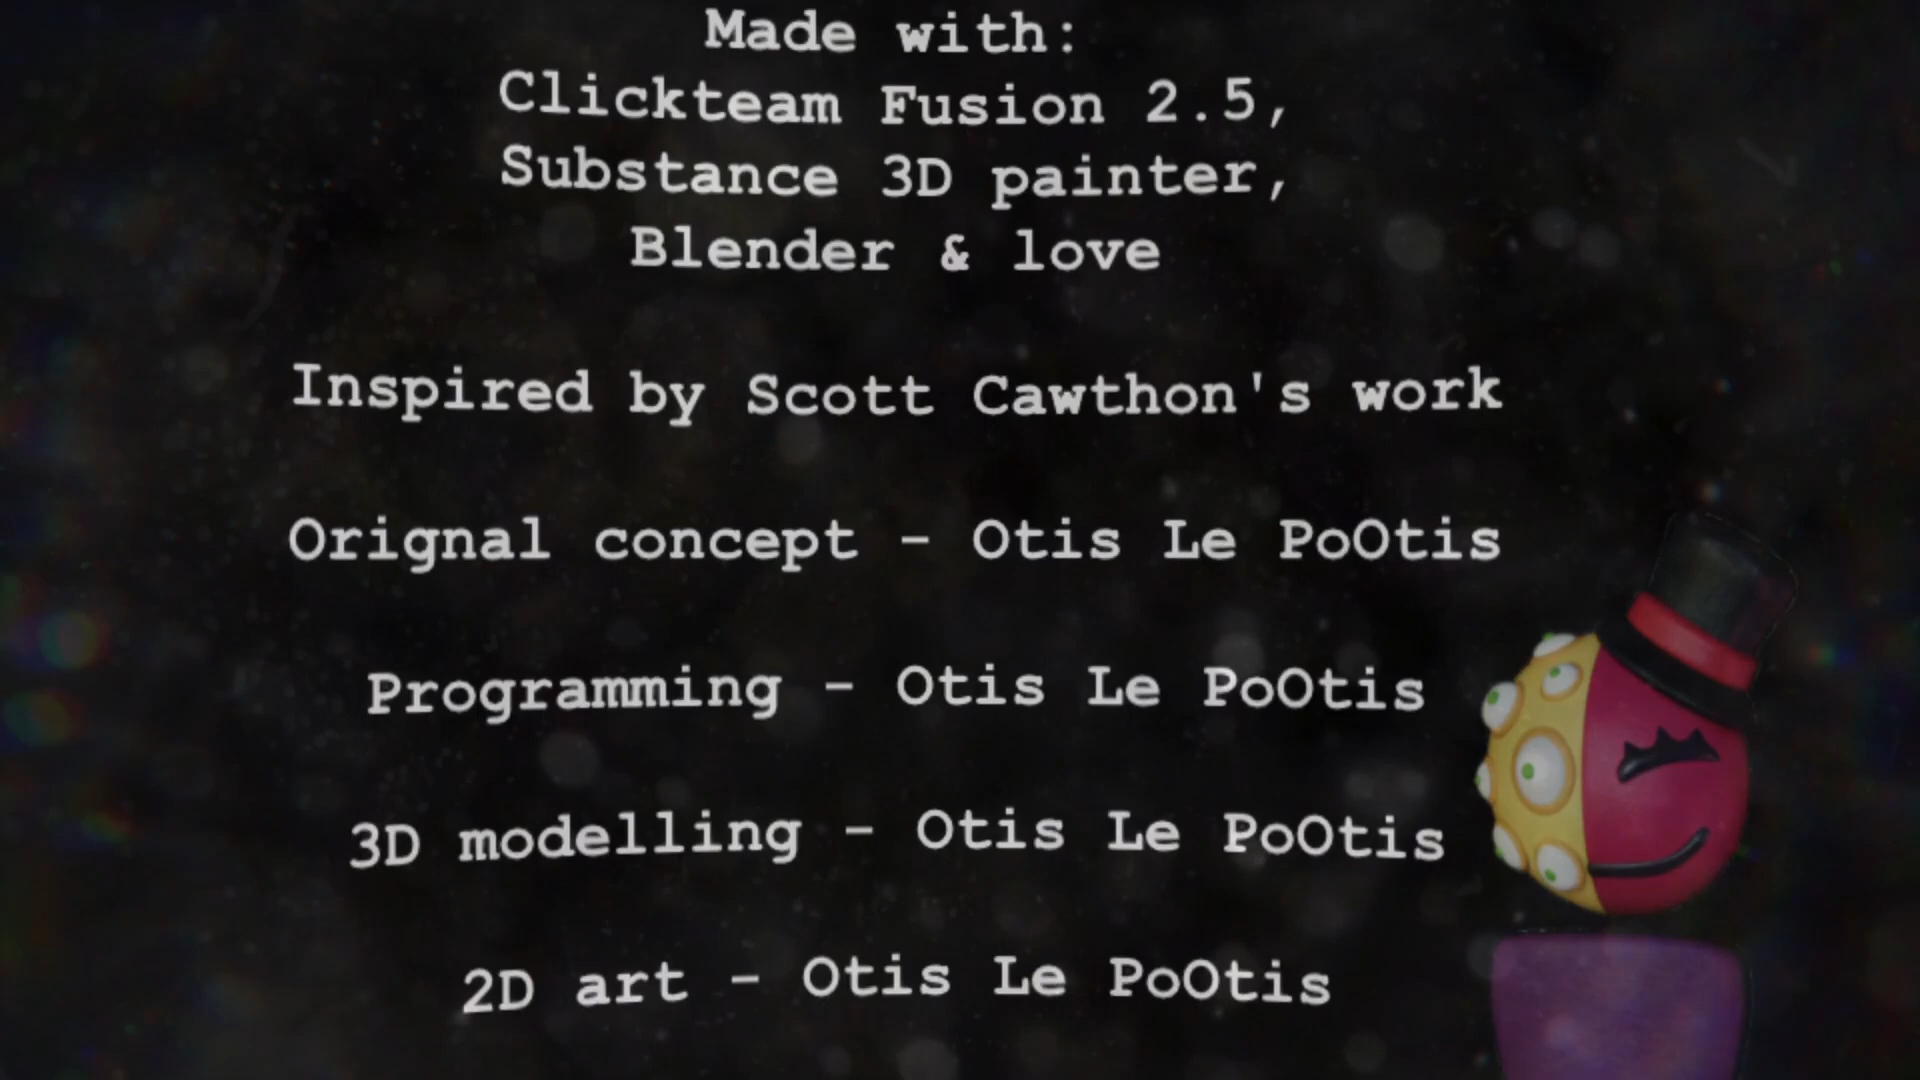 Made with:
Clickteam Fusion 2.5,
Substance 3D painter,
Blender & love
Inspired by Scott Cawthon's work
Orignal concept - Otis Le PoOtis
Programming - Otis Le PoOtis
3D modelling - Otis Le PoOtis
2D art - Otis Le PoOtis